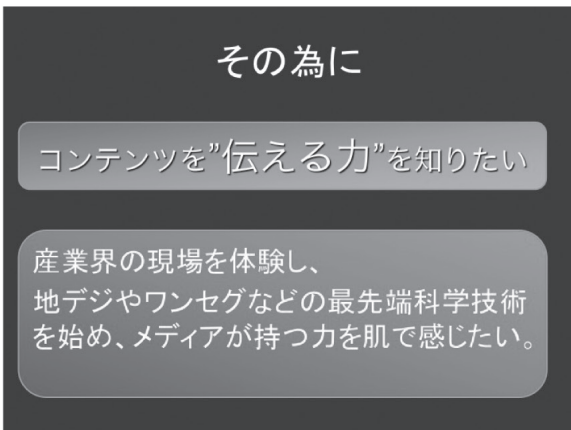 その為に
コンテンツを”伝える力”を知りたい
産業界の現場を体験し、
地デジやワンセグなどの最先端科学技術
を始め、メディアが持つ力を肌で感じたい。